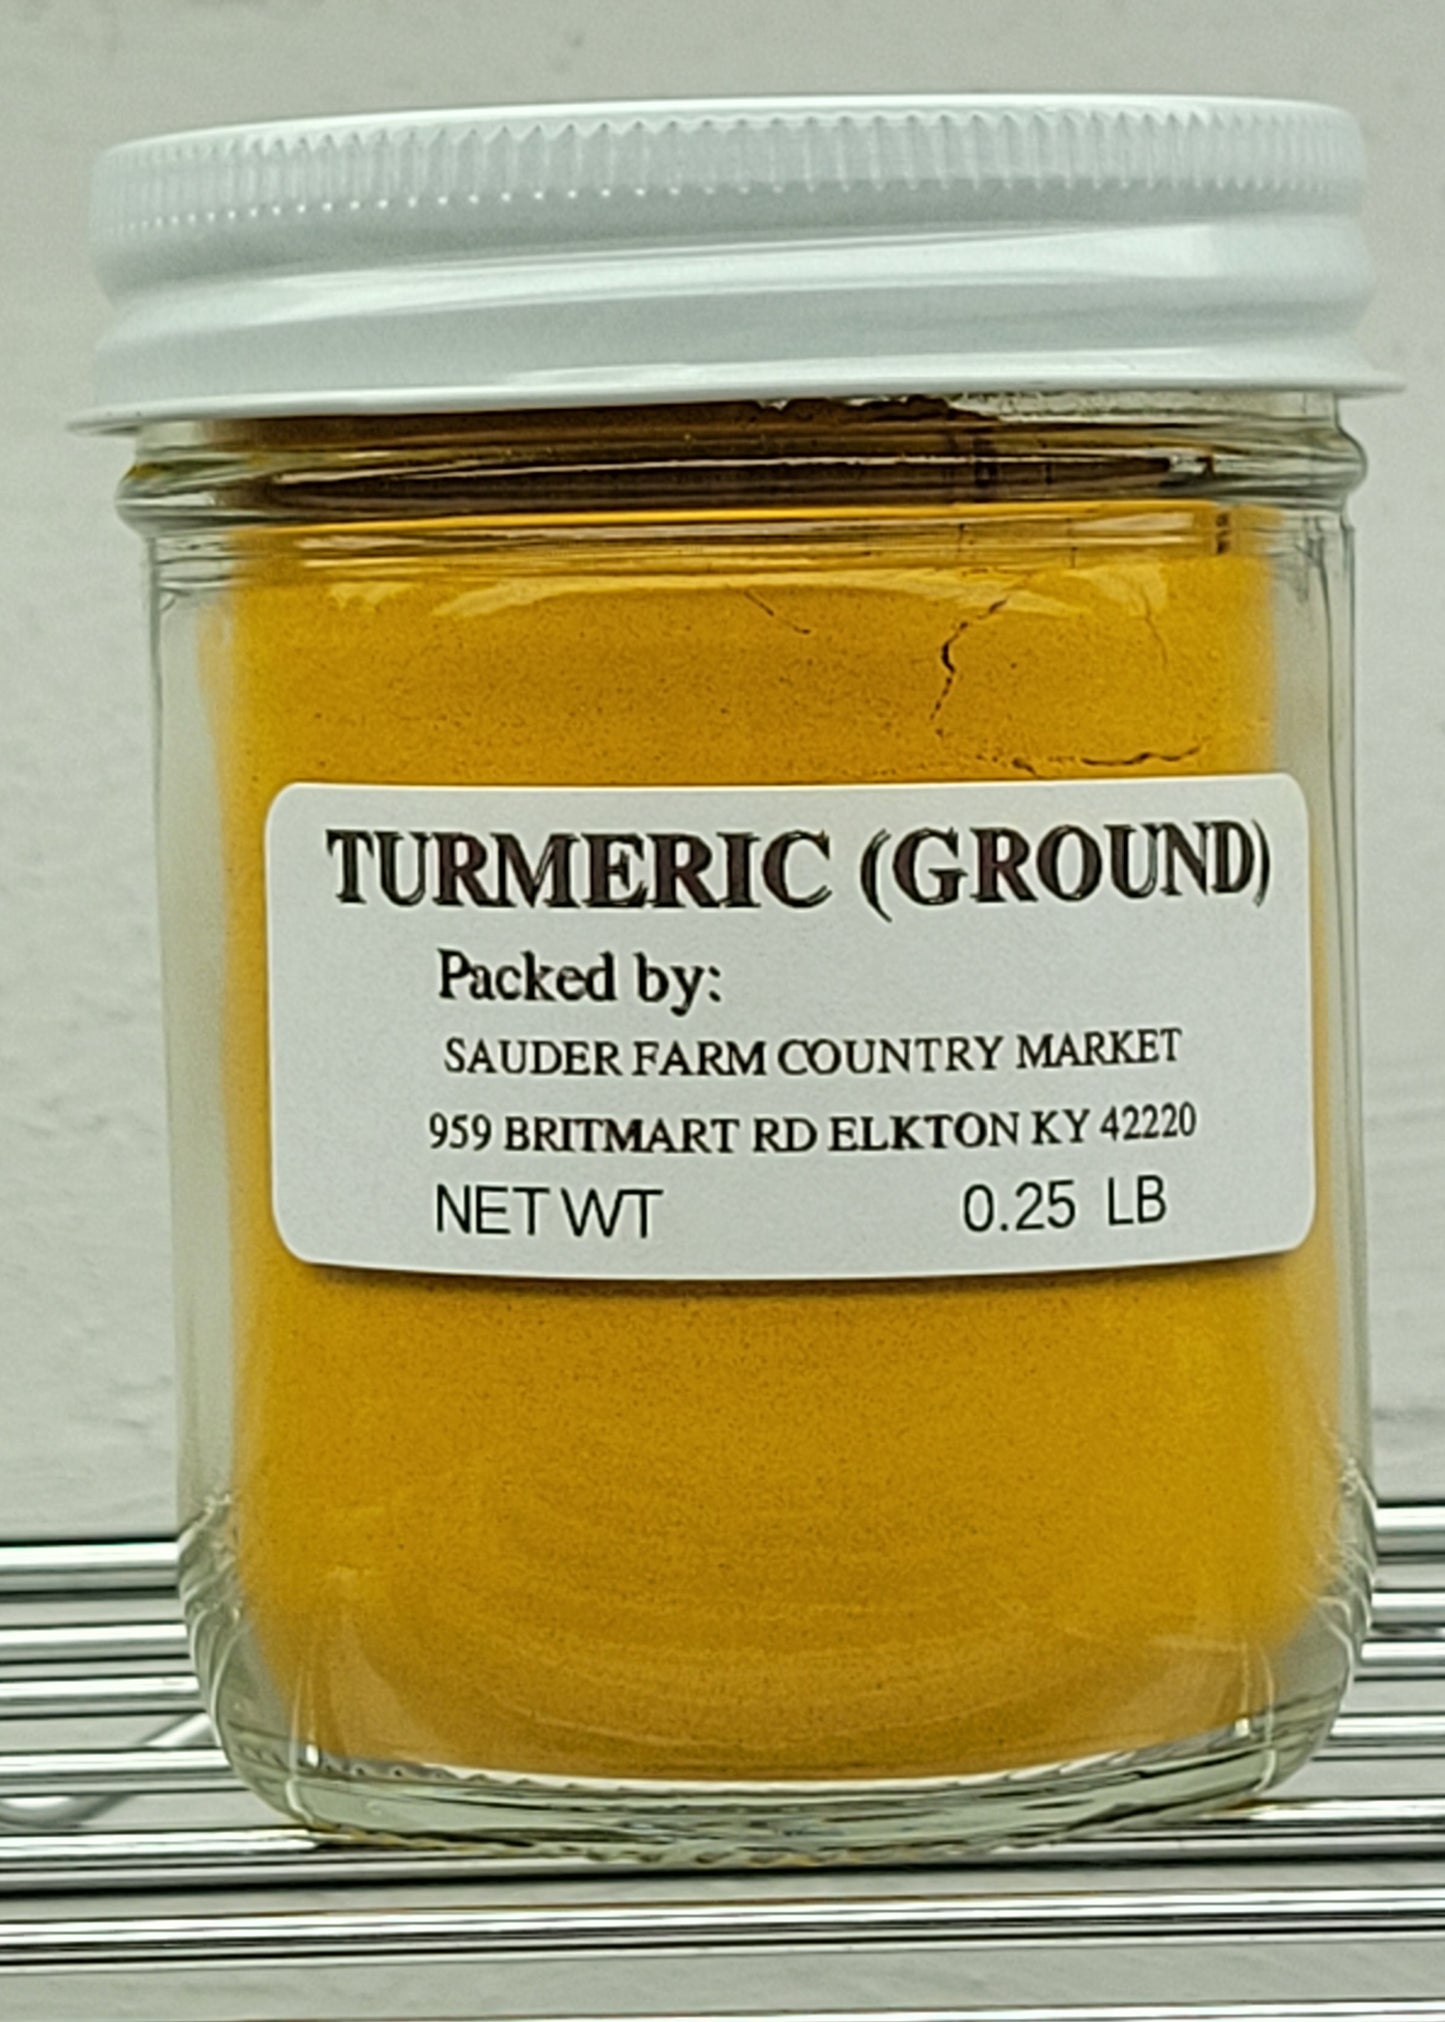 TURMERIC (GROUND)
Packed by:
SAUDER FARM COUNTRY MARKET
959 BRITMART RD ELKTON KY 42220
NET WT 0.25 LB